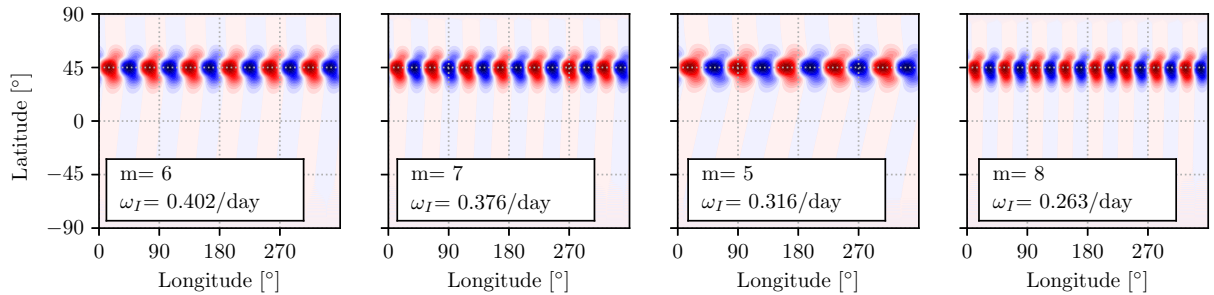 90
45
0
−45
−90
Latitude [°]
m= 6
ω_I= 0.402/day
0 90 180 270
Longitude [°]
m= 7
ω_I= 0.376/day
0 90 180 270
Longitude [°]
m= 5
ω_I= 0.316/day
0 90 180 270
Longitude [°]
m= 8
ω_I= 0.263/day
0 90 180 270
Longitude [°]